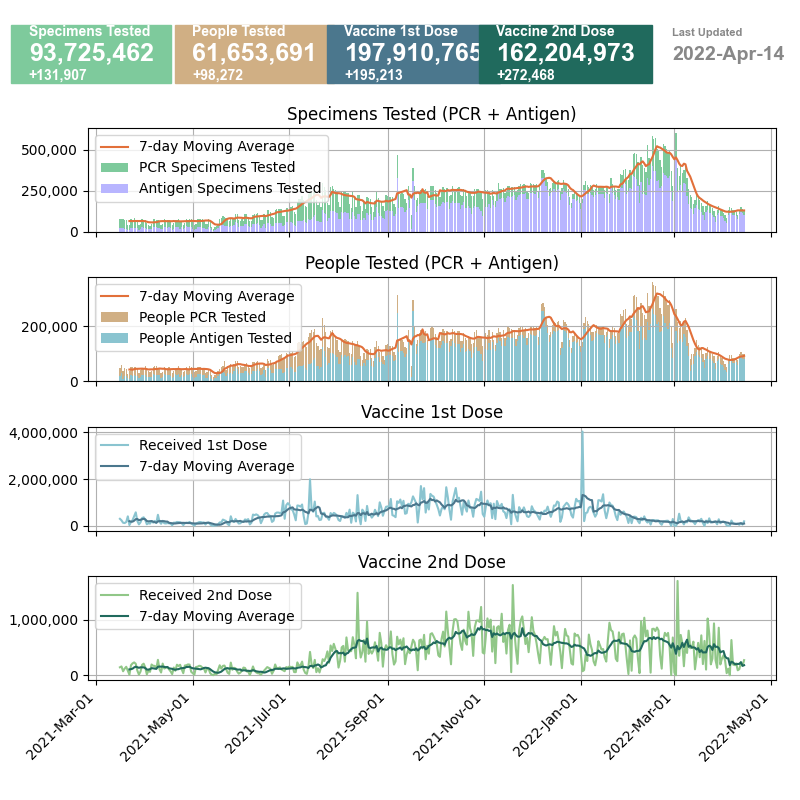 Specimens Tested
93,725,462
+131,907
People Tested
61,653,691
+98,272
Vaccine 1st Dose
197,910,765
+195,213
Vaccine 2nd Dose
162,204,973
+272,468
Last Updated
2022-Apr-14
Specimens Tested (PCR + Antigen)
500,000
250,000
0
7-day Moving Average
PCR Specimens Tested
Antigen Specimens Tested
People Tested (PCR + Antigen)
200,000
0
7-day Moving Average
People PCR Tested
People Antigen Tested
Vaccine 1st Dose
4,000,000
2,000,000
0
Received 1st Dose
7-day Moving Average
Vaccine 2nd Dose
1,000,000
0
Received 2nd Dose
7-day Moving Average
2021-Mar-01
2021-May-01
2021-Jul-01
2021-Sep-01
2021-Nov-01
2022-Jan-01
2022-Mar-01
2022-May-01